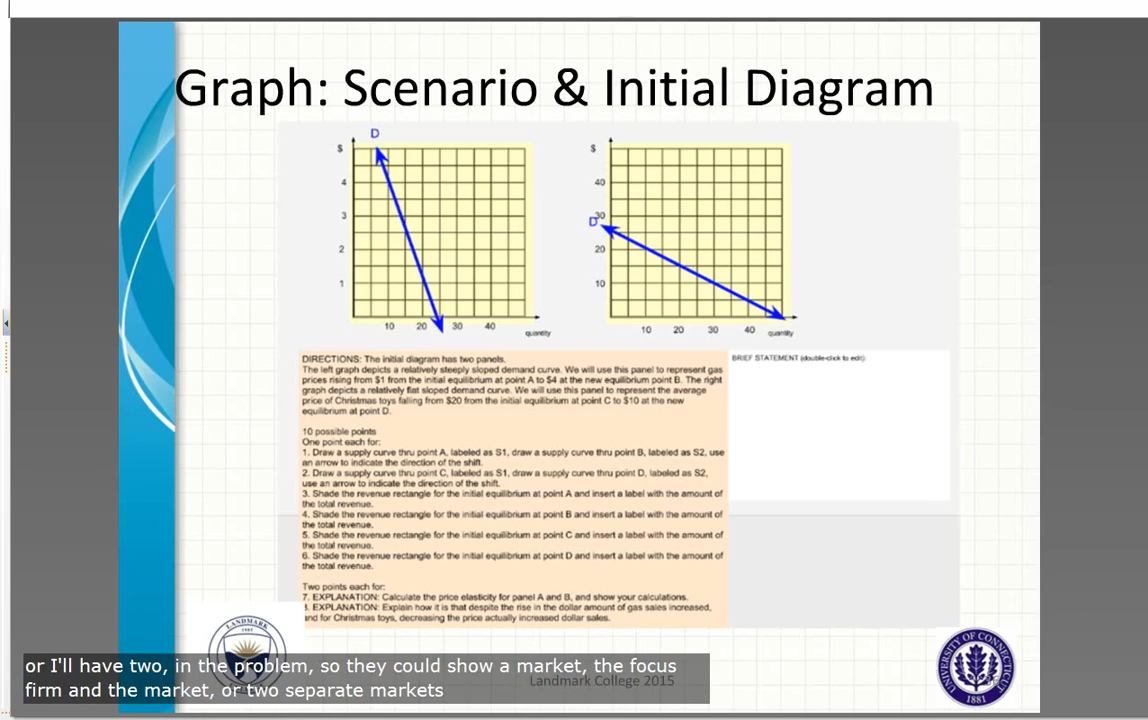 Graph: Scenario & Initial Diagram
D
$
4
3
2
1
10 20 30 40
quantity
$
40
30
D
20
10
10 20 30 40
quantity
DIRECTIONS: The initial diagram has two panels.
The left graph depicts a relatively steeply sloped demand curve. We will use this panel to represent gas
prices rising from $1 from the initial equilibrium at point A to $4 at the new equilibrium point B. The right
graph depicts a relatively flat sloped demand curve. We will use this panel to represent the average
price of Christmas toys falling from $20 from the initial equilibrium at point C to $10 at the new
equilibrium at point D.
10 possible points
One point each for:
1. Draw a supply curve thru point A, labeled as S1, draw a supply curve thru point B, labeled as S2, use
an arrow to indicate the direction of the shift.
2. Draw a supply curve thru point C, labeled as S1, draw a supply curve thru point D, labeled as S2,
use an arrow to indicate the direction of the shift.
3. Shade the revenue rectangle for the initial equilibrium at point A and insert a label with the amount of
the total revenue.
4. Shade the revenue rectangle for the initial equilibrium at point B and insert a label with the amount of
the total revenue.
5. Shade the revenue rectangle for the initial equilibrium at point C and insert a label with the amount of
the total revenue.
6. Shade the revenue rectangle for the initial equilibrium at point D and insert a label with the amount of
the total revenue.
Two points each for:
7. EXPLANATION: Calculate the price elasticity for panel A and B, and show your calculations.
EXPLANATION: Explain how it is that despite the rise in the dollar amount of gas sales increased,
and for Christmas toys, decreasing the price actually increased dollar sales.
BRIEF STATEMENT (double-click to edit)
LANDMARK
or I'll have two, in the problem, so they could show a market, the focus
firm and the market, or two separate markets
Landmark College 2015
UNIVERSITY OF CONNECTICUT
1881